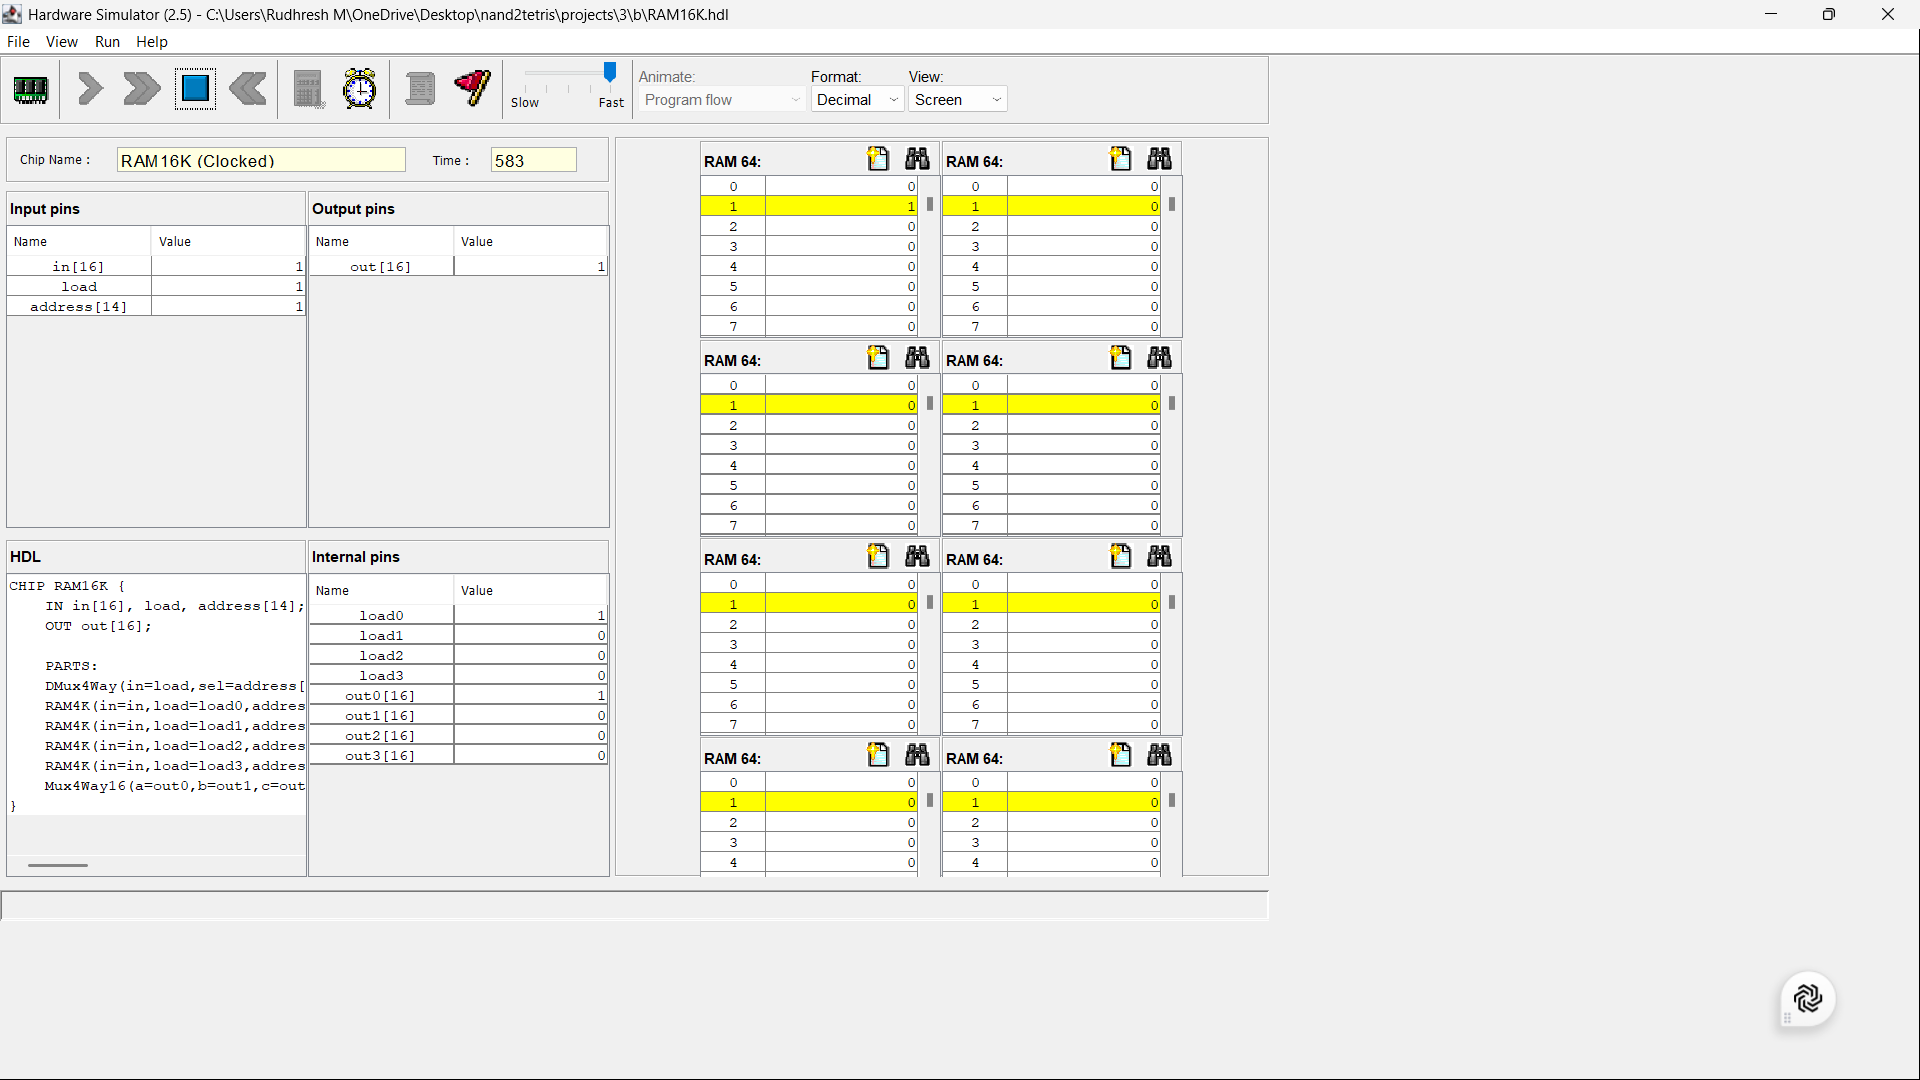 Hardware Simulator (2.5) - C:\Users\Rudhresh M\OneDrive\Desktop\nand2tetris\projects\3\b\RAM16K.hdl
File View Run Help
Slow Fast
Animate:
Program flow
Format:
Decimal
View:
Screen
Chip Name :
RAM16K (Clocked)
Time :
583
Input pins
Name Value
in[16] 1
load 1
address[14] 1
Output pins
Name Value
out[16] 1
HDL
CHIP RAM16K {
IN in[16], load, address[14];
OUT out[16];
PARTS:
DMux4Way(in=load,sel=address[
RAM4K(in=in,load=load0,addres
RAM4K(in=in,load=load1,addres
RAM4K(in=in,load=load2,addres
RAM4K(in=in,load=load3,addres
Mux4Way16(a=out0,b=out1,c=out
}
Internal pins
Name Value
load0 1
load1 0
load2 0
load3 0
out0[16] 1
out1[16] 0
out2[16] 0
out3[16] 0
RAM 64:
0 0
1 1
2 0
3 0
4 0
5 0
6 0
7 0
RAM 64:
0 0
1 0
2 0
3 0
4 0
5 0
6 0
7 0
RAM 64:
0 0
1 0
2 0
3 0
4 0
5 0
6 0
7 0
RAM 64:
0 0
1 0
2 0
3 0
4 0
5 0
6 0
7 0
RAM 64:
0 0
1 0
2 0
3 0
4 0
5 0
6 0
7 0
RAM 64:
0 0
1 0
2 0
3 0
4 0
5 0
6 0
7 0
RAM 64:
0 0
1 0
2 0
3 0
4 0
RAM 64:
0 0
1 0
2 0
3 0
4 0